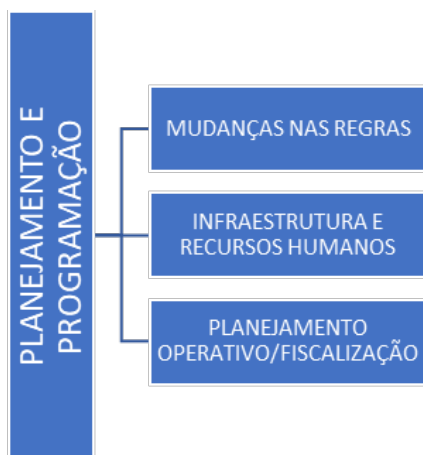 PLANEJAMENTO E
PROGRAMAÇÃO
MUDANÇAS NAS REGRAS
INFRAESTRUTURA E
RECURSOS HUMANOS
PLANEJAMENTO
OPERATIVO/FISCALIZAÇÃO